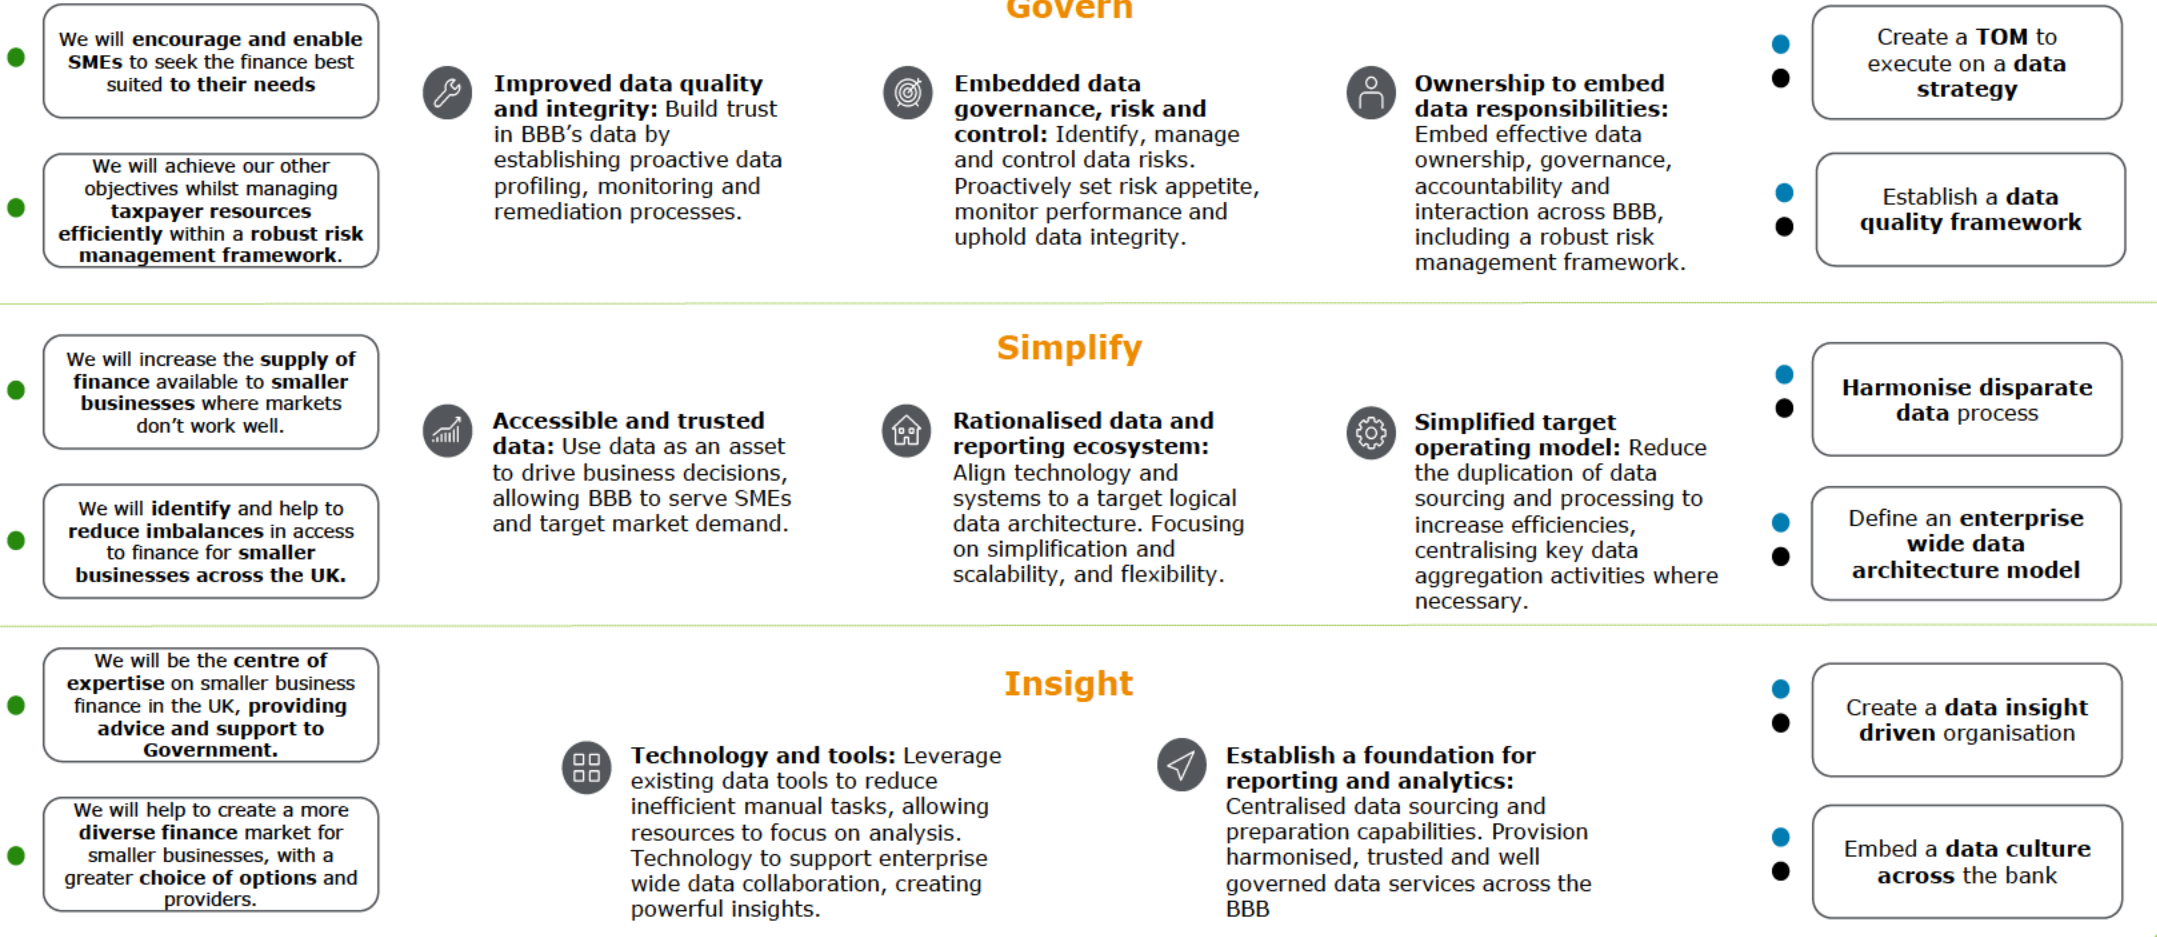 Govern
We will encourage and enable
SMEs to seek the finance best
suited to their needs
We will achieve our other
objectives whilst managing
taxpayer resources
efficiently within a robust risk
management framework.
Improved data quality
and integrity: Build trust
in BBB’s data by
establishing proactive data
profiling, monitoring and
remediation processes.
Embedded data
governance, risk and
control: Identify, manage
and control data risks.
Proactively set risk appetite,
monitor performance and
uphold data integrity.
Ownership to embed
data responsibilities:
Embed effective data
ownership, governance,
accountability and
interaction across BBB,
including a robust risk
management framework.
Create a TOM to
execute on a data
strategy
Establish a data
quality framework
Simplify
We will increase the supply of
finance available to smaller
businesses where markets
don’t work well.
We will identify and help to
reduce imbalances in access
to finance for smaller
businesses across the UK.
Accessible and trusted
data: Use data as an asset
to drive business decisions,
allowing BBB to serve SMEs
and target market demand.
Rationalised data and
reporting ecosystem:
Align technology and
systems to a target logical
data architecture. Focusing
on simplification and
scalability, and flexibility.
Simplified target
operating model: Reduce
the duplication of data
sourcing and processing to
increase efficiencies,
centralising key data
aggregation activities where
necessary.
Harmonise disparate
data process
Define an enterprise
wide data
architecture model
Insight
We will be the centre of
expertise on smaller business
finance in the UK, providing
advice and support to
Government.
We will help to create a more
diverse finance market for
smaller businesses, with a
greater choice of options and
providers.
Technology and tools: Leverage
existing data tools to reduce
inefficient manual tasks, allowing
resources to focus on analysis.
Technology to support enterprise
wide data collaboration, creating
powerful insights.
Establish a foundation for
reporting and analytics:
Centralised data sourcing and
preparation capabilities. Provision
harmonised, trusted and well
governed data services across the
BBB
Create a data insight
driven organisation
Embed a data culture
across the bank